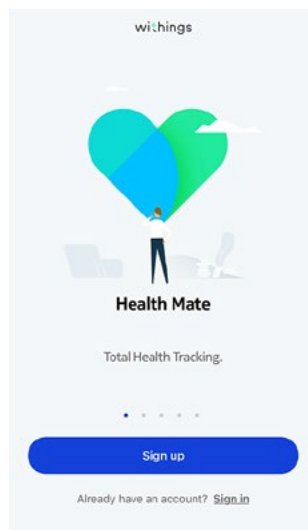 withings
Health Mate
Total Health Tracking.
Sign up
Already have an account? Sign in